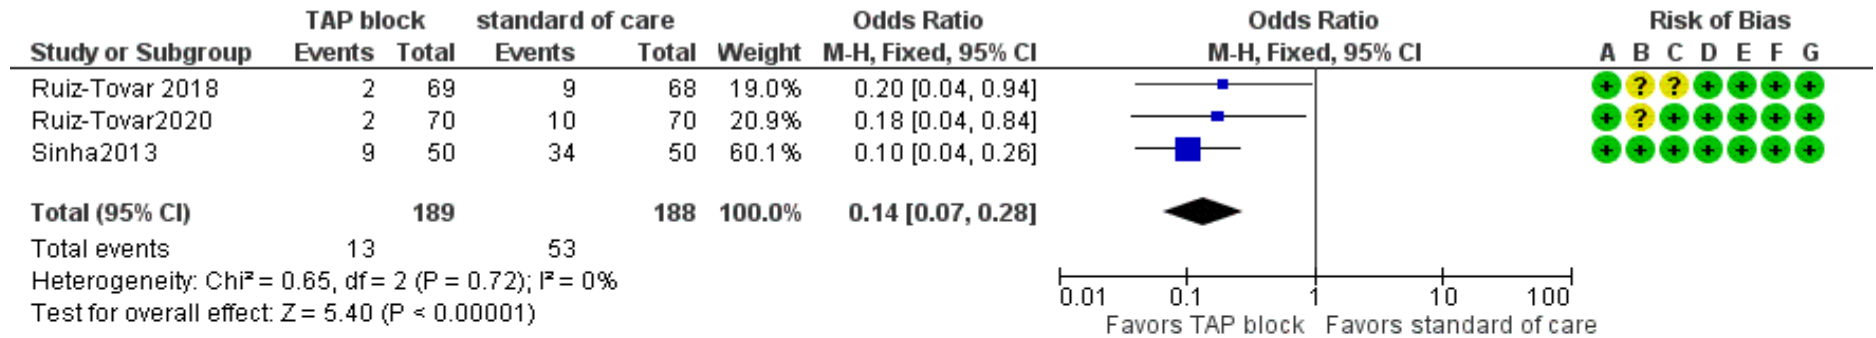 TAP block standard of care Odds Ratio Odds Ratio Risk of Bias
Study or Subgroup Events Total Events Total Weight M-H, Fixed, 95% CI M-H, Fixed, 95% CI A B C D E F G
Ruiz-Tovar 2018 2 69 9 68 19.0% 0.20 [0.04, 0.94] + ? ? + + + +
Ruiz-Tovar2020 2 70 10 70 20.9% 0.18 [0.04, 0.84] + ? + + + + +
Sinha2013 9 50 34 50 60.1% 0.10 [0.04, 0.26] + + + + + + +
Total (95% CI) 189 188 100.0% 0.14 [0.07, 0.28]
Total events 13 53
Heterogeneity: Chi² = 0.65, df = 2 (P = 0.72); I² = 0%
Test for overall effect: Z = 5.40 (P < 0.00001)
0.01 0.1 1 10 100
Favors TAP block Favors standard of care